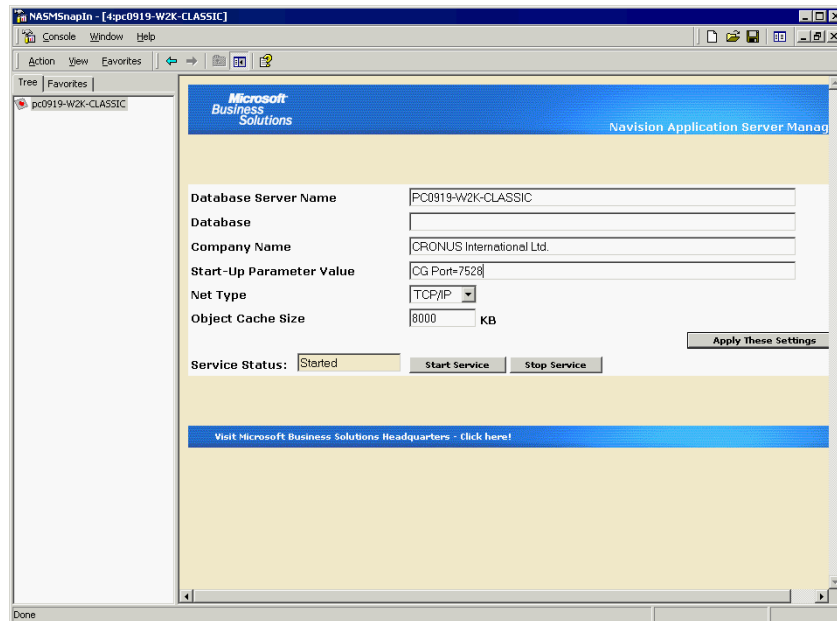 NASMSnapIn - [4:pc0919-W2K-CLASSIC]
Console Window Help
Action View Favorites
Tree Favorites
pc0919-W2K-CLASSIC
Microsoft
Business
Solutions
Navision Application Server Manag
Database Server Name PC0919-W2K-CLASSIC
Database
Company Name CRONUS International Ltd.
Start-Up Parameter Value CG Port=7528
Net Type TCP/IP
Object Cache Size 8000 KB
Apply These Settings
Service Status: Started Start Service Stop Service
Visit Microsoft Business Solutions Headquarters - Click here!
Done